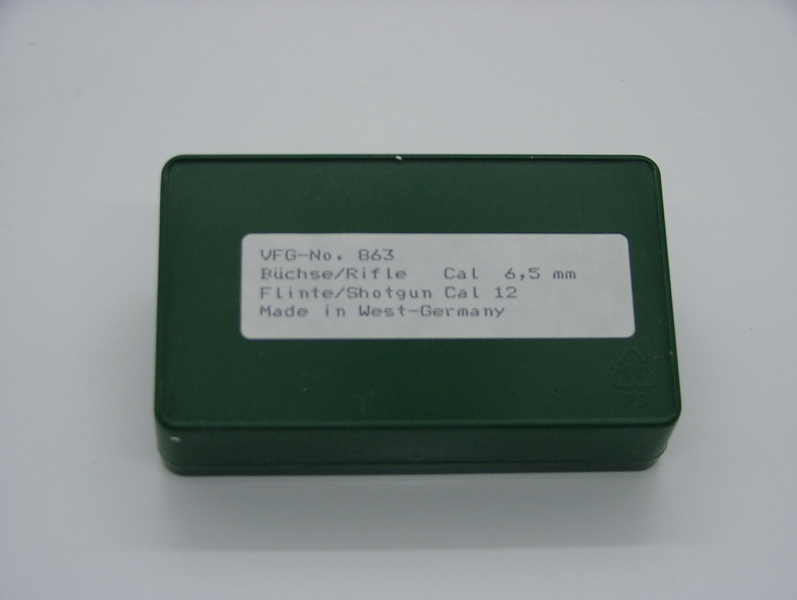 VFG-No. 863
Büchse/Rifle Cal 6,5 mm
Flinte/Shotgun Cal 12
Made in West-Germany